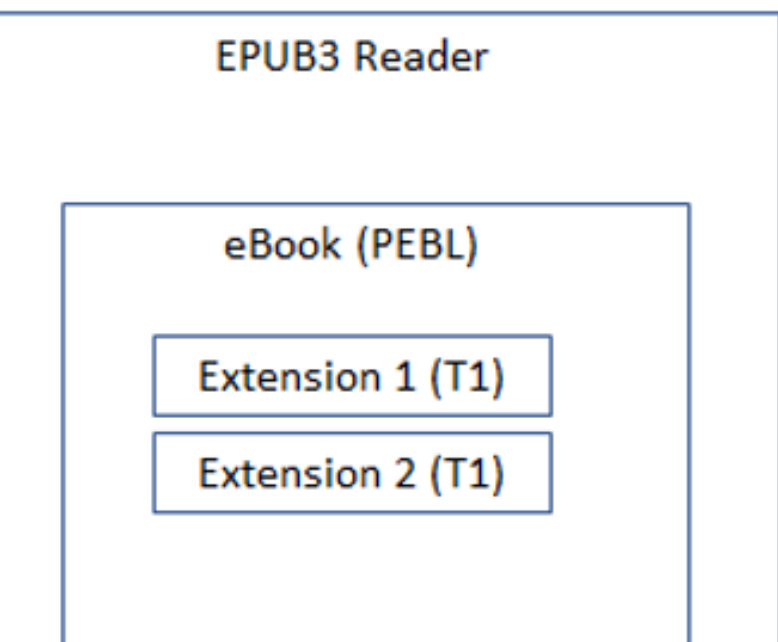 EPUB3 Reader
eBook (PEBL)
Extension 1 (T1)
Extension 2 (T1)